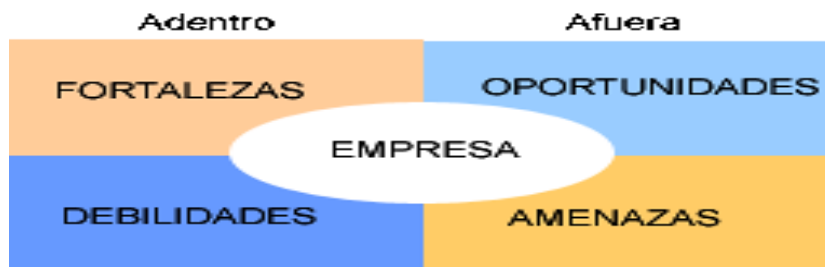 Adentro Afuera
FORTALEZAS OPORTUNIDADES
EMPRESA
DEBILIDADES AMENAZAS